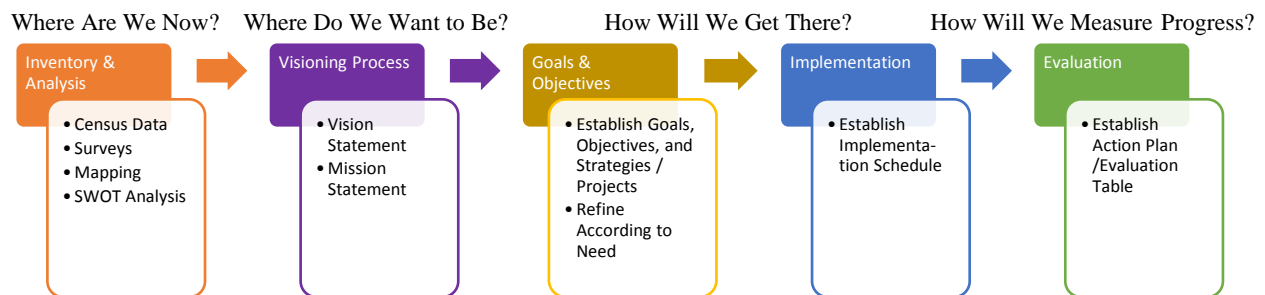 Where Are We Now?
Where Do We Want to Be?
How Will We Get There?
How Will We Measure Progress?
Inventory &
Analysis
• Census Data
• Surveys
• Mapping
• SWOT Analysis
Visioning Process
• Vision
Statement
• Mission
Statement
Goals &
Objectives
• Establish Goals,
Objectives, and
Strategies /
Projects
• Refine
According to
Need
Implementation
• Establish
Implementa-
tion Schedule
Evaluation
• Establish
Action Plan
/Evaluation
Table